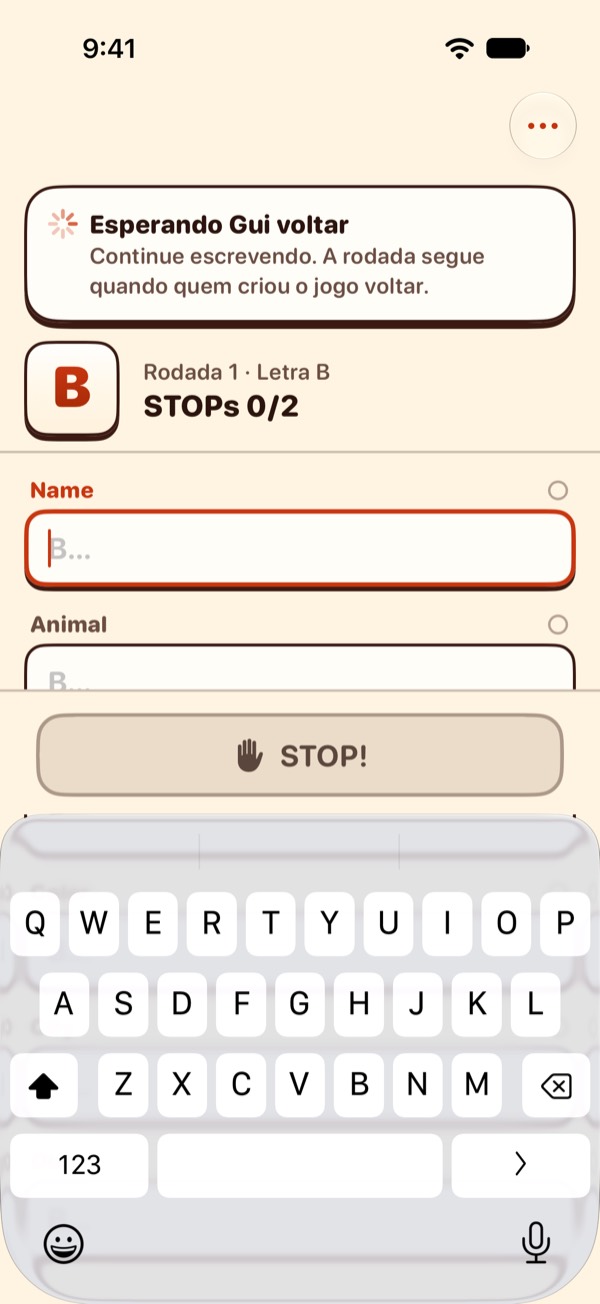 9:41
Esperando Gui voltar
Continue escrevendo. A rodada segue
quando quem criou o jogo voltar.
B
Rodada 1 · Letra B
STOPs 0/2
Name
B...
Animal
B...
STOP!
Q W E R T Y U I O P
A S D F G H J K L
Z X C V B N M
123